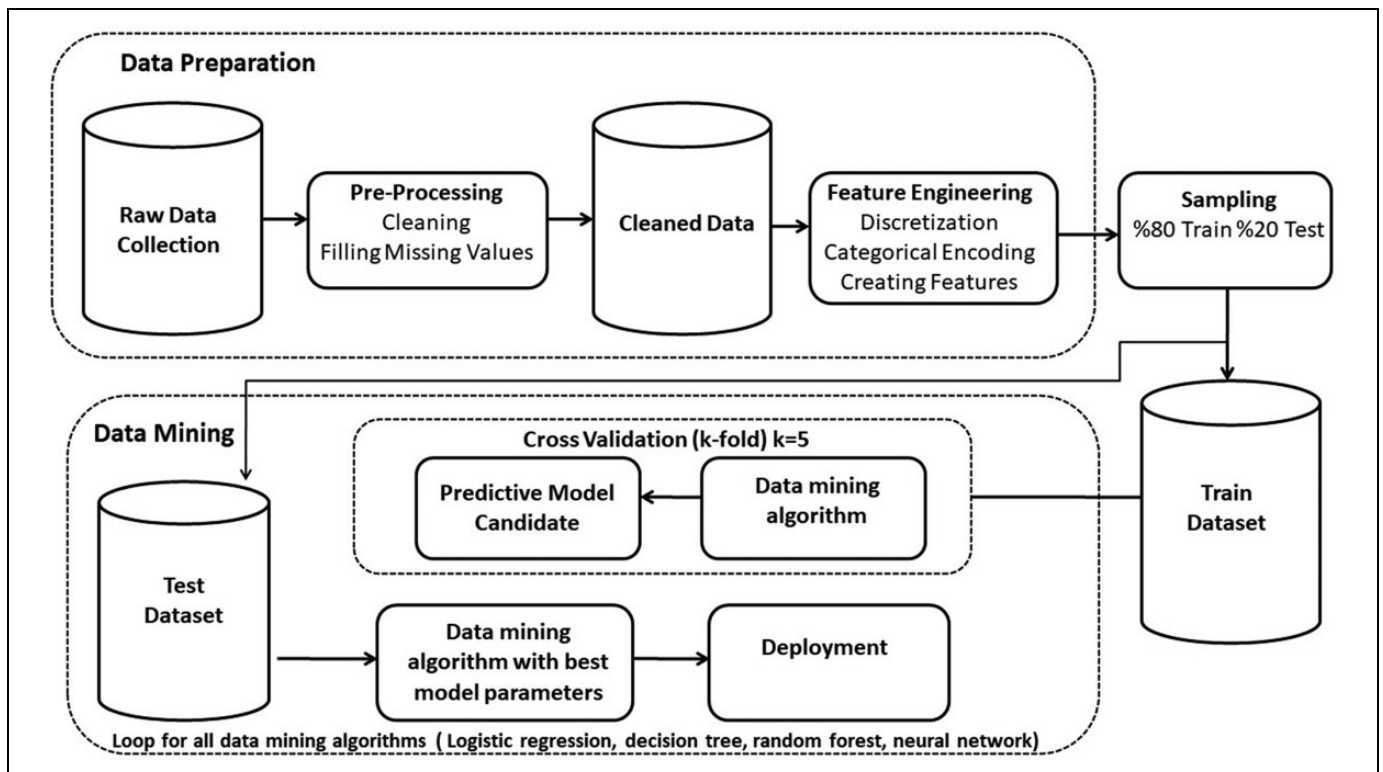 Data Preparation
Raw Data
Collection
Pre-Processing
Cleaning
Filling Missing Values
Cleaned Data
Feature Engineering
Discretization
Categorical Encoding
Creating Features
Sampling
%80 Train %20 Test
Data Mining
Cross Validation (k-fold) k=5
Predictive Model
Candidate
Data mining
algorithm
Train
Dataset
Test
Dataset
Data mining
algorithm with best
model parameters
Deployment
Loop for all data mining algorithms ( Logistic regression, decision tree, random forest, neural network)